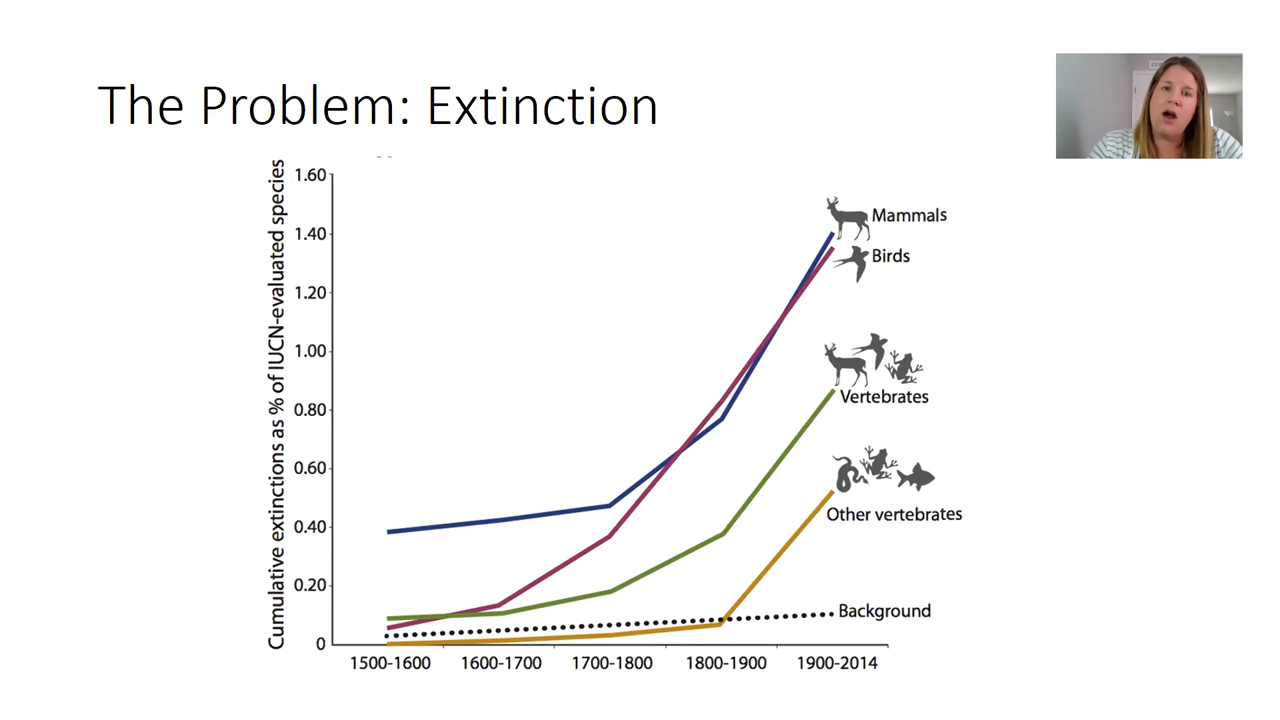 The Problem: Extinction
Cumulative extinctions as % of IUCN-evaluated species
1.60
1.40
1.20
1.00
0.80
0.60
0.40
0.20
0
Mammals
Birds
Vertebrates
Other vertebrates
Background
1500-1600 1600-1700 1700-1800 1800-1900 1900-2014